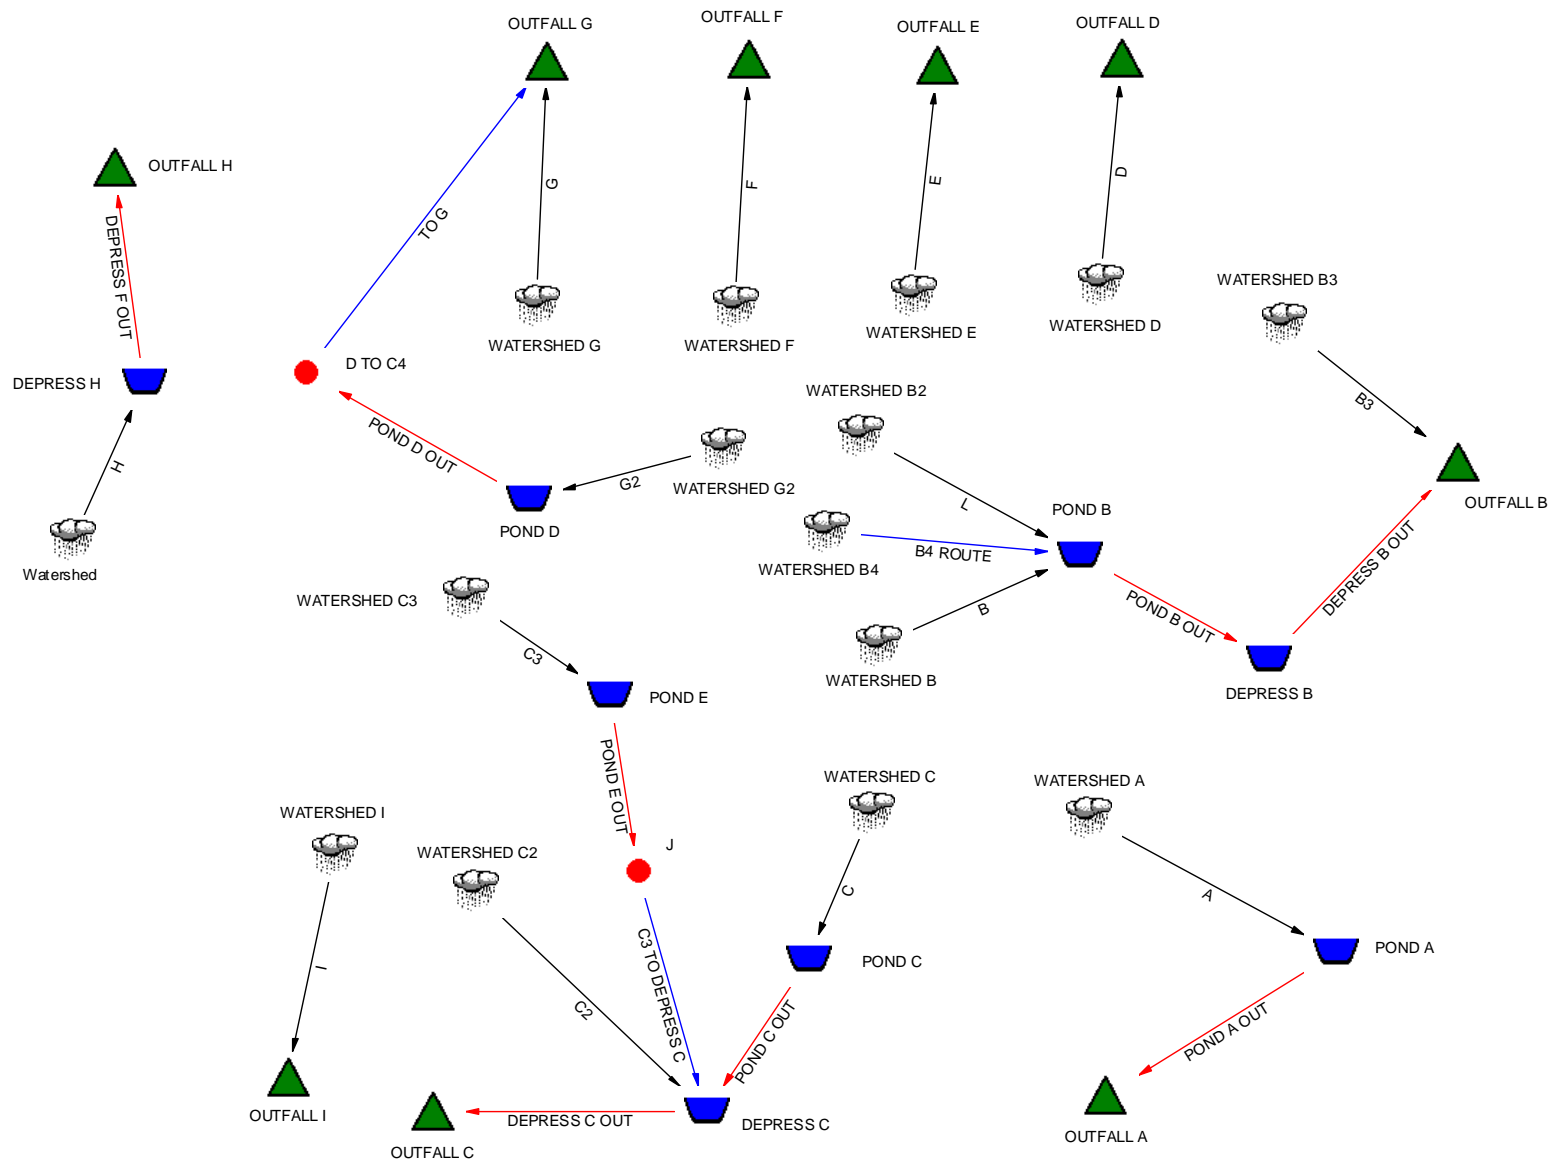 OUTFALL G
OUTFALL F
OUTFALL E
OUTFALL D
OUTFALL H
DEPRESS F OUT
TO G
G
F
E
D
WATERSHED B3
WATERSHED G
WATERSHED F
WATERSHED E
WATERSHED D
D TO C4
DEPRESS H
WATERSHED B2
B3
POND D OUT
H
G2
WATERSHED G2
L
POND B
OUTFALL B
POND D
B4 ROUTE
WATERSHED B4
Watershed
DEPRESS B OUT
WATERSHED C3
B
POND B OUT
C3
WATERSHED B
DEPRESS B
POND E
POND E OUT
WATERSHED C
WATERSHED A
WATERSHED I
J
WATERSHED C2
C
A
POND A
POND C
I
C3 TO DEPRESS C
C2
POND C OUT
POND A OUT
OUTFALL I
DEPRESS C OUT
DEPRESS C
OUTFALL A
OUTFALL C